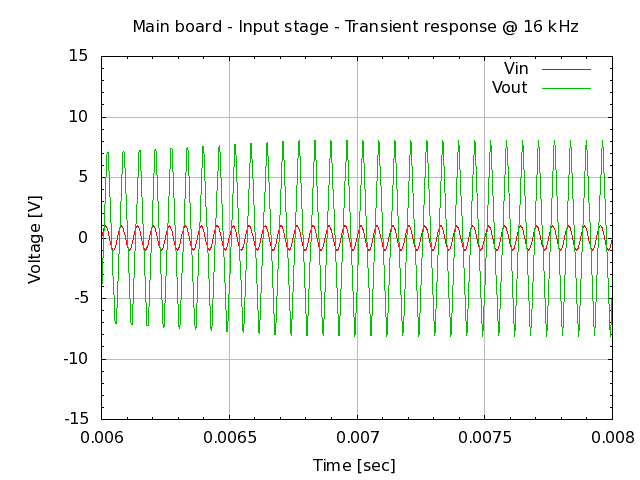 Main board - Input stage - Transient response @ 16 kHz
Vin
Vout
15
10
5
0
-5
-10
-15
Voltage [V]
0.006 0.0065 0.007 0.0075 0.008
Time [sec]